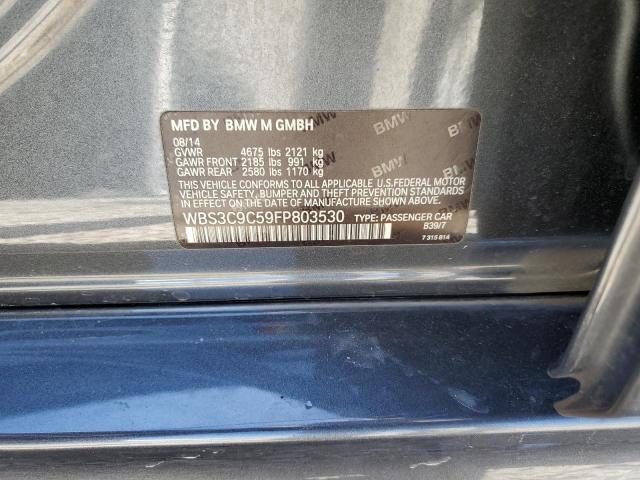 MFD BY BMW M GMBH
08/14
GVWR 4675 lbs 2121 kg
GAWR FRONT 2185 lbs 991 kg
GAWR REAR 2580 lbs 1170 kg
THIS VEHICLE CONFORMS TO ALL APPLICABLE U.S.FEDERAL MOTOR
VEHICLE SAFETY, BUMPER, AND THEFT PREVENTION STANDARDS
IN EFFECT ON THE DATE OF MANUFACTURE SHOWN ABOVE.
WBS3C9C59FP803530 TYPE: PASSENGER CAR
B39/7
7 315 814